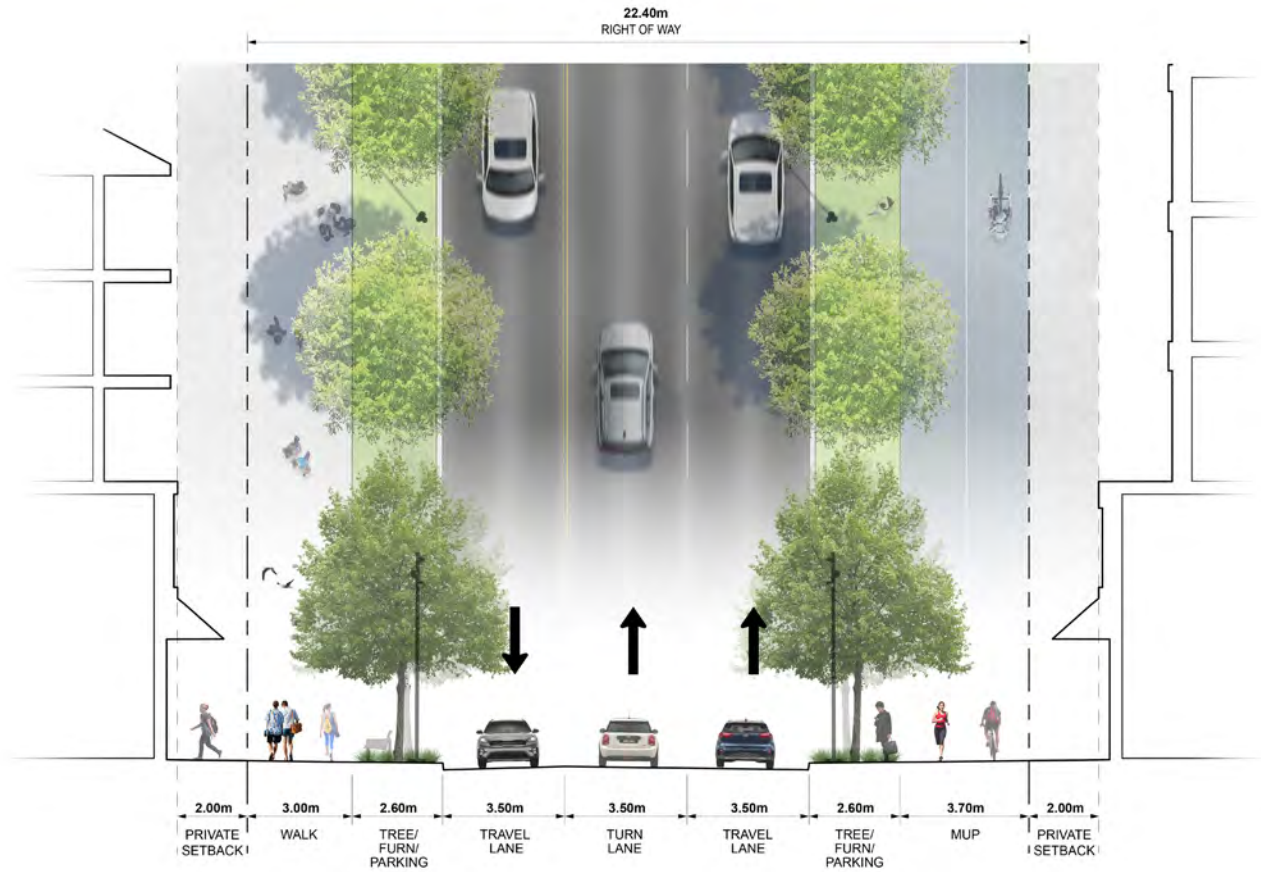 22.40m
RIGHT OF WAY
2.00m
PRIVATE
SETBACK
3.00m
WALK
2.60m
TREE/
FURN/
PARKING
3.50m
TRAVEL
LANE
3.50m
TURN
LANE
3.50m
TRAVEL
LANE
2.60m
TREE/
FURN/
PARKING
3.70m
MUP
2.00m
PRIVATE
SETBACK